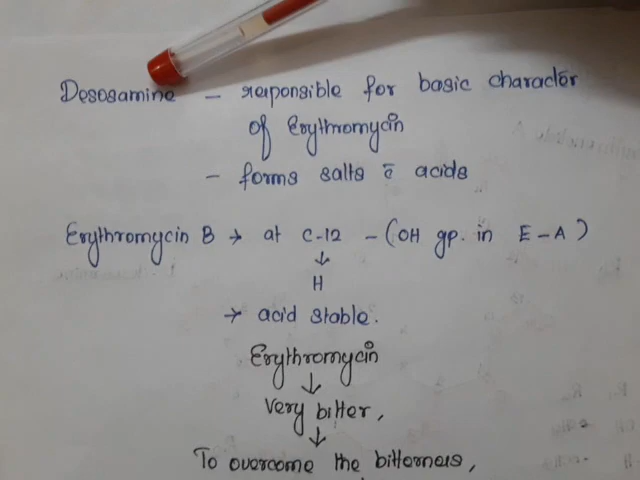 Desosamine - responsible for basic character
of Erythromycin
- forms salts c̄ acids
Erythromycin B → at C-12 - (OH gp. in E-A)
↓
H
→ acid stable.
Erythromycin
↓
very bitter,
↓
To overcome the bitterness,